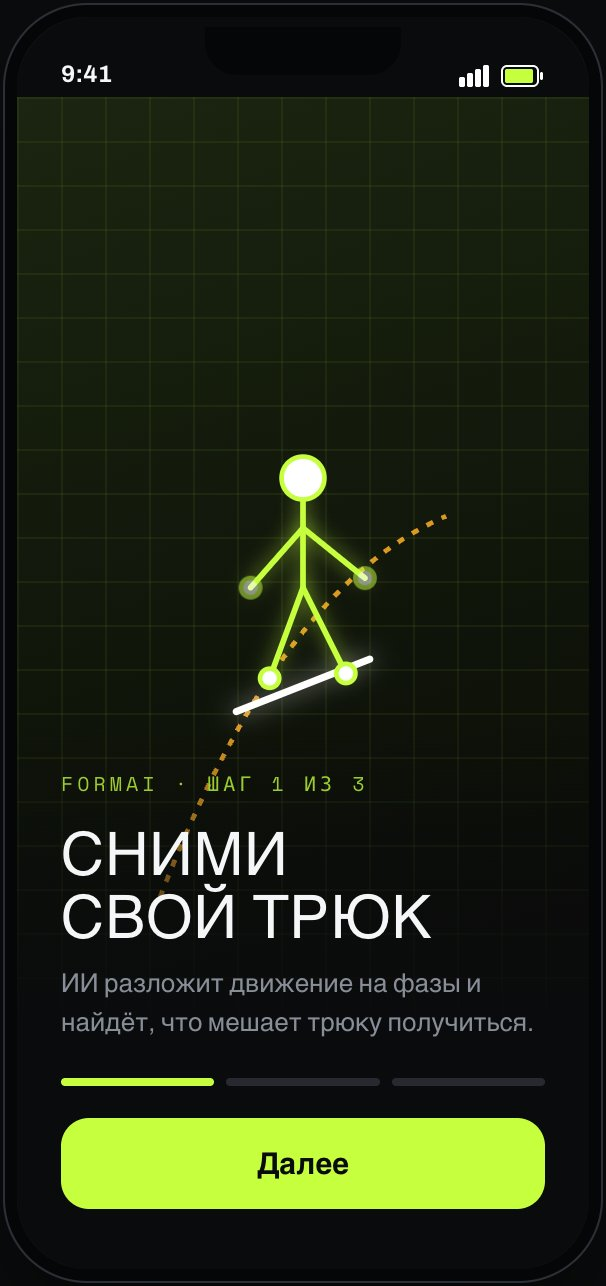 9:41
FORMAI · ШАГ 1 ИЗ 3
СНИМИ
СВОЙ ТРЮК
ИИ разложит движение на фазы и
найдёт, что мешает трюку получиться.
Далее